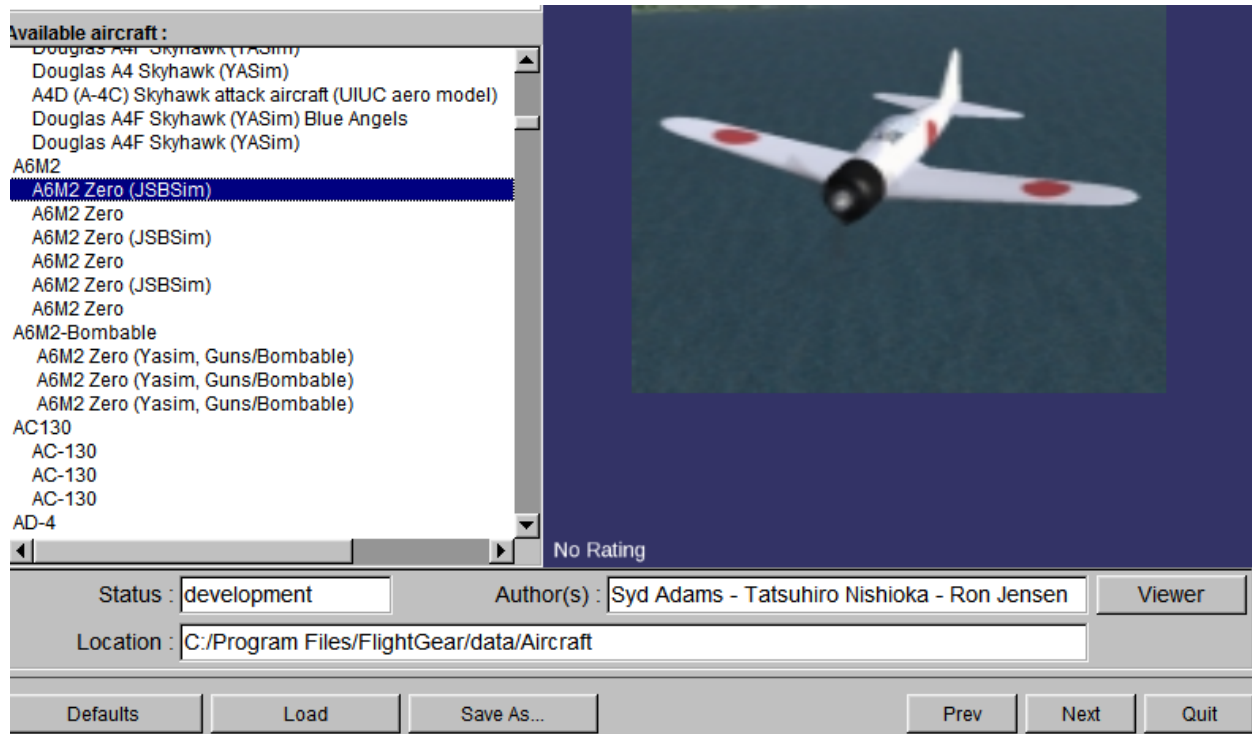 Available aircraft :
Douglas A4F Skyhawk (YASim)
Douglas A4 Skyhawk (YASim)
A4D (A-4C) Skyhawk attack aircraft (UIUC aero model)
Douglas A4F Skyhawk (YASim) Blue Angels
Douglas A4F Skyhawk (YASim)
A6M2
A6M2 Zero (JSBSim)
A6M2 Zero
A6M2 Zero (JSBSim)
A6M2 Zero
A6M2 Zero (JSBSim)
A6M2 Zero
A6M2-Bombable
A6M2 Zero (Yasim, Guns/Bombable)
A6M2 Zero (Yasim, Guns/Bombable)
A6M2 Zero (Yasim, Guns/Bombable)
AC130
AC-130
AC-130
AC-130
AD-4
No Rating
Status : development Author(s) : Syd Adams - Tatsuhiro Nishioka - Ron Jensen Viewer
Location : C:/Program Files/FlightGear/data/Aircraft
Defaults Load Save As... Prev Next Quit